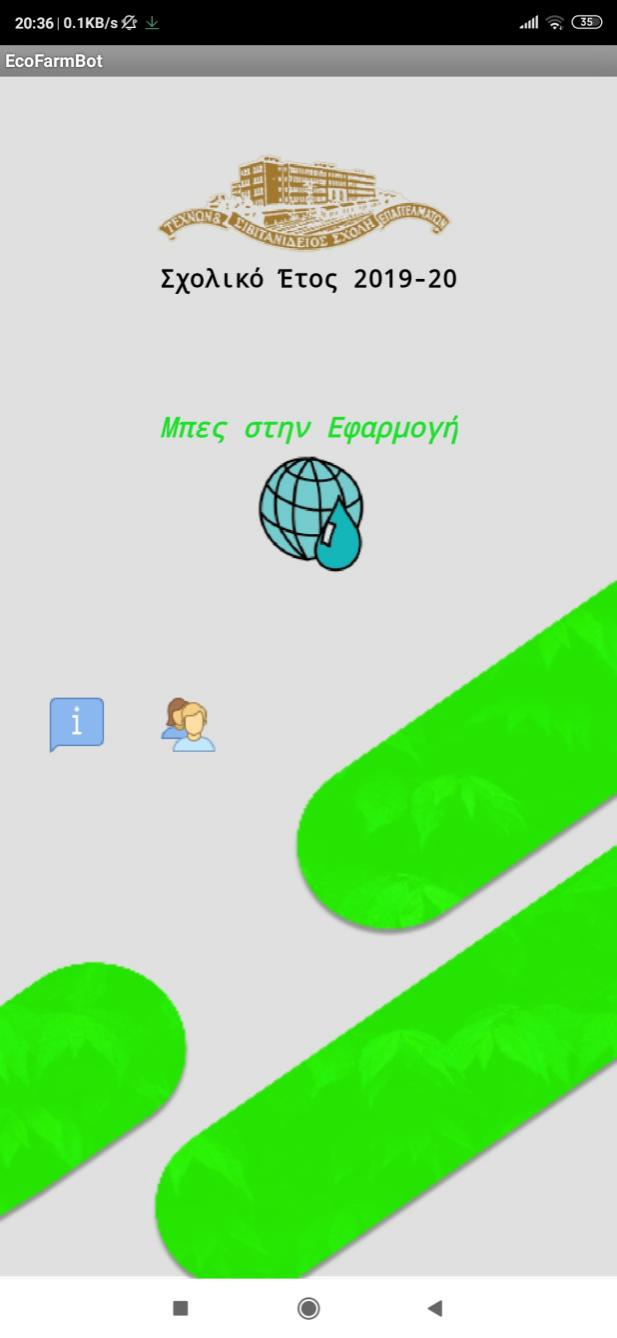 20:36 | 0.1KB/s
35
EcoFarmBot
ΤΕΧΝΩΝ & ΣΙΒΙΤΑΝΙΔΕΙΟΣ ΣΧΟΛΗ ΕΠΑΓΓΕΛΜΑΤΩΝ
Σχολικό Έτος 2019-20
Μπες στην Εφαρμογή
i